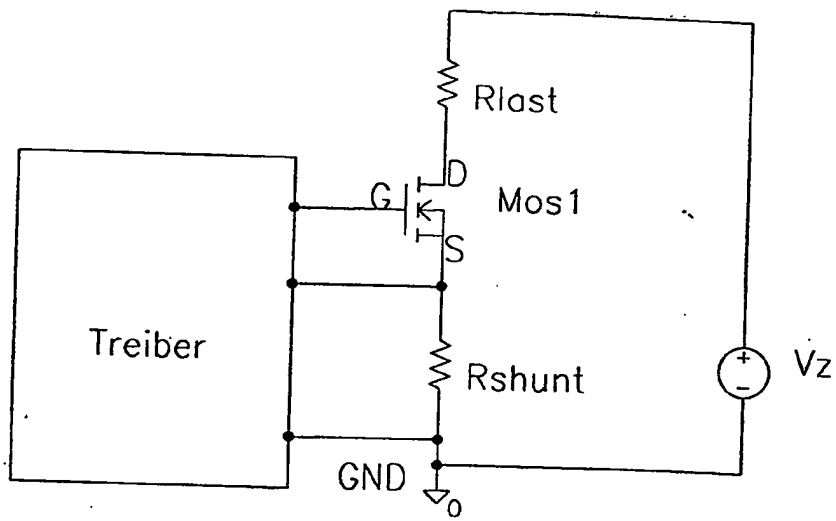 Rlast
D
G
Mos1
S
Treiber
Rshunt
+
-
Vz
GND
0